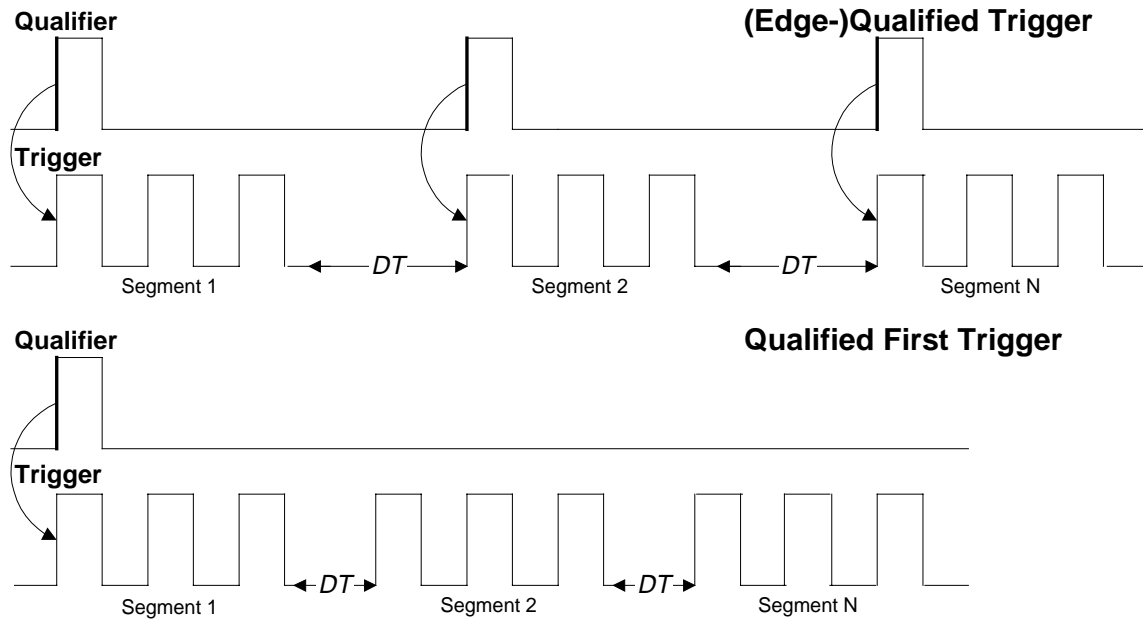 Qualifier
(Edge-)Qualified Trigger
Trigger
DT
DT
Segment 1
Segment 2
Segment N
Qualifier
Qualified First Trigger
Trigger
DT
DT
Segment 1
Segment 2
Segment N